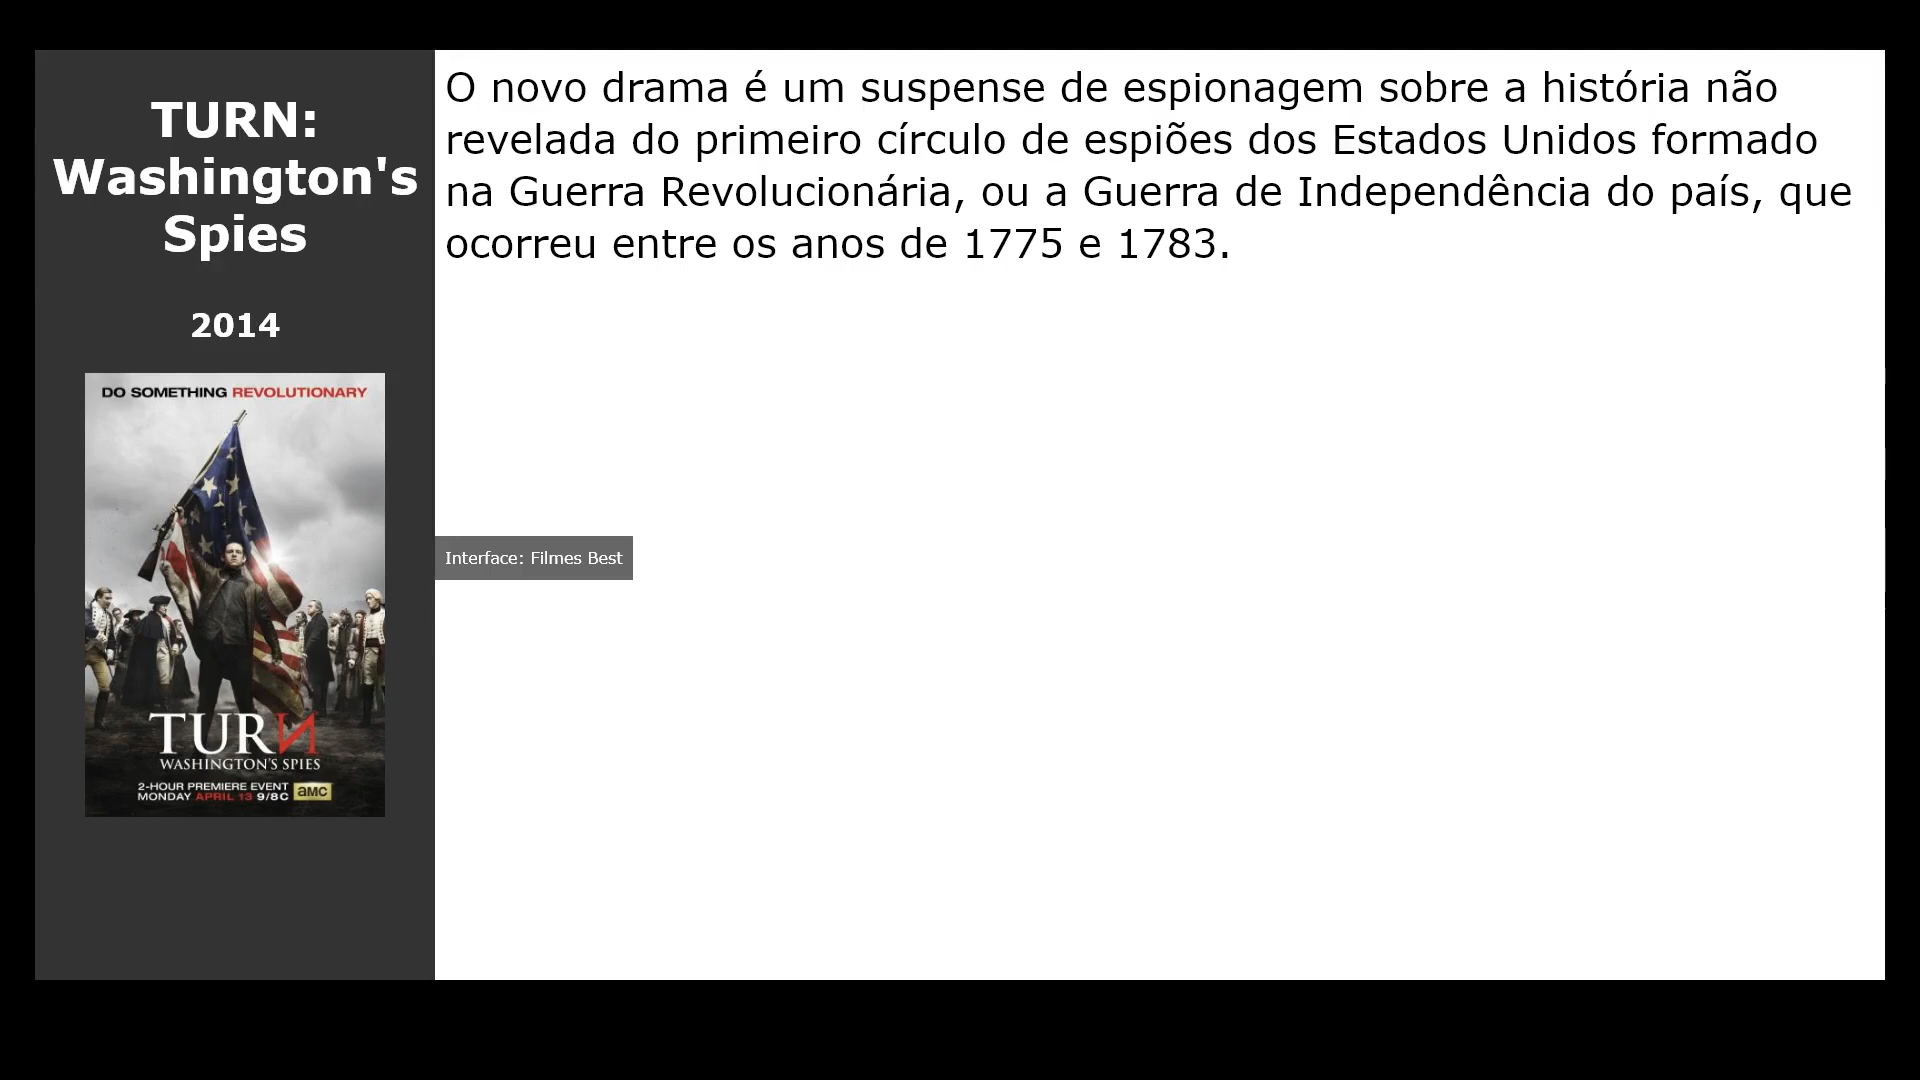 TURN:
Washington's
Spies
2014
DO SOMETHING REVOLUTIONARY
TURN
WASHINGTON'S SPIES
2-HOUR PREMIERE EVENT
MONDAY APRIL 13 9/8C amc
O novo drama é um suspense de espionagem sobre a história não
revelada do primeiro círculo de espiões dos Estados Unidos formado
na Guerra Revolucionária, ou a Guerra de Independência do país, que
ocorreu entre os anos de 1775 e 1783.
Interface: Filmes Best